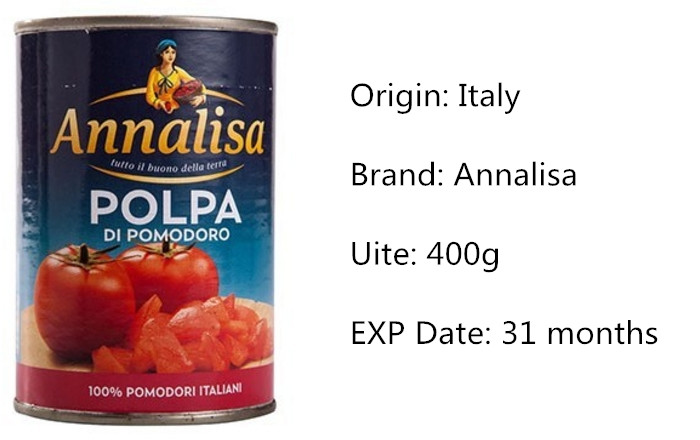 Annalisa
tutto il buono della terra
POLPA
DI POMODORO
100% POMODORI ITALIANI
Origin: Italy
Brand: Annalisa
Uite: 400g
EXP Date: 31 months